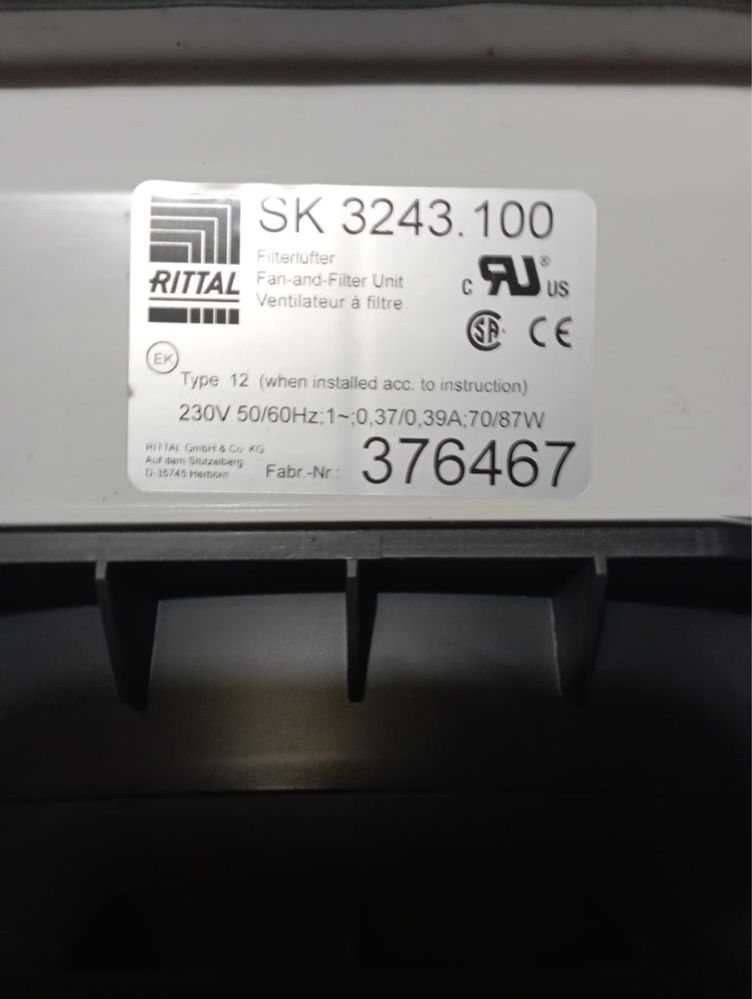 SK 3243.100
RITTAL
Filterlüfter
Fan-and-Filter Unit
Ventilateur à filtre
c RU® US
SA
CE
EK
Type 12 (when installed acc. to instruction)
230V 50/60Hz;1~;0,37/0,39A;70/87W
RITTAL GmbH & Co. KG
Auf dem Stützelberg
D-35745 Herborn
Fabr.-Nr.: 376467